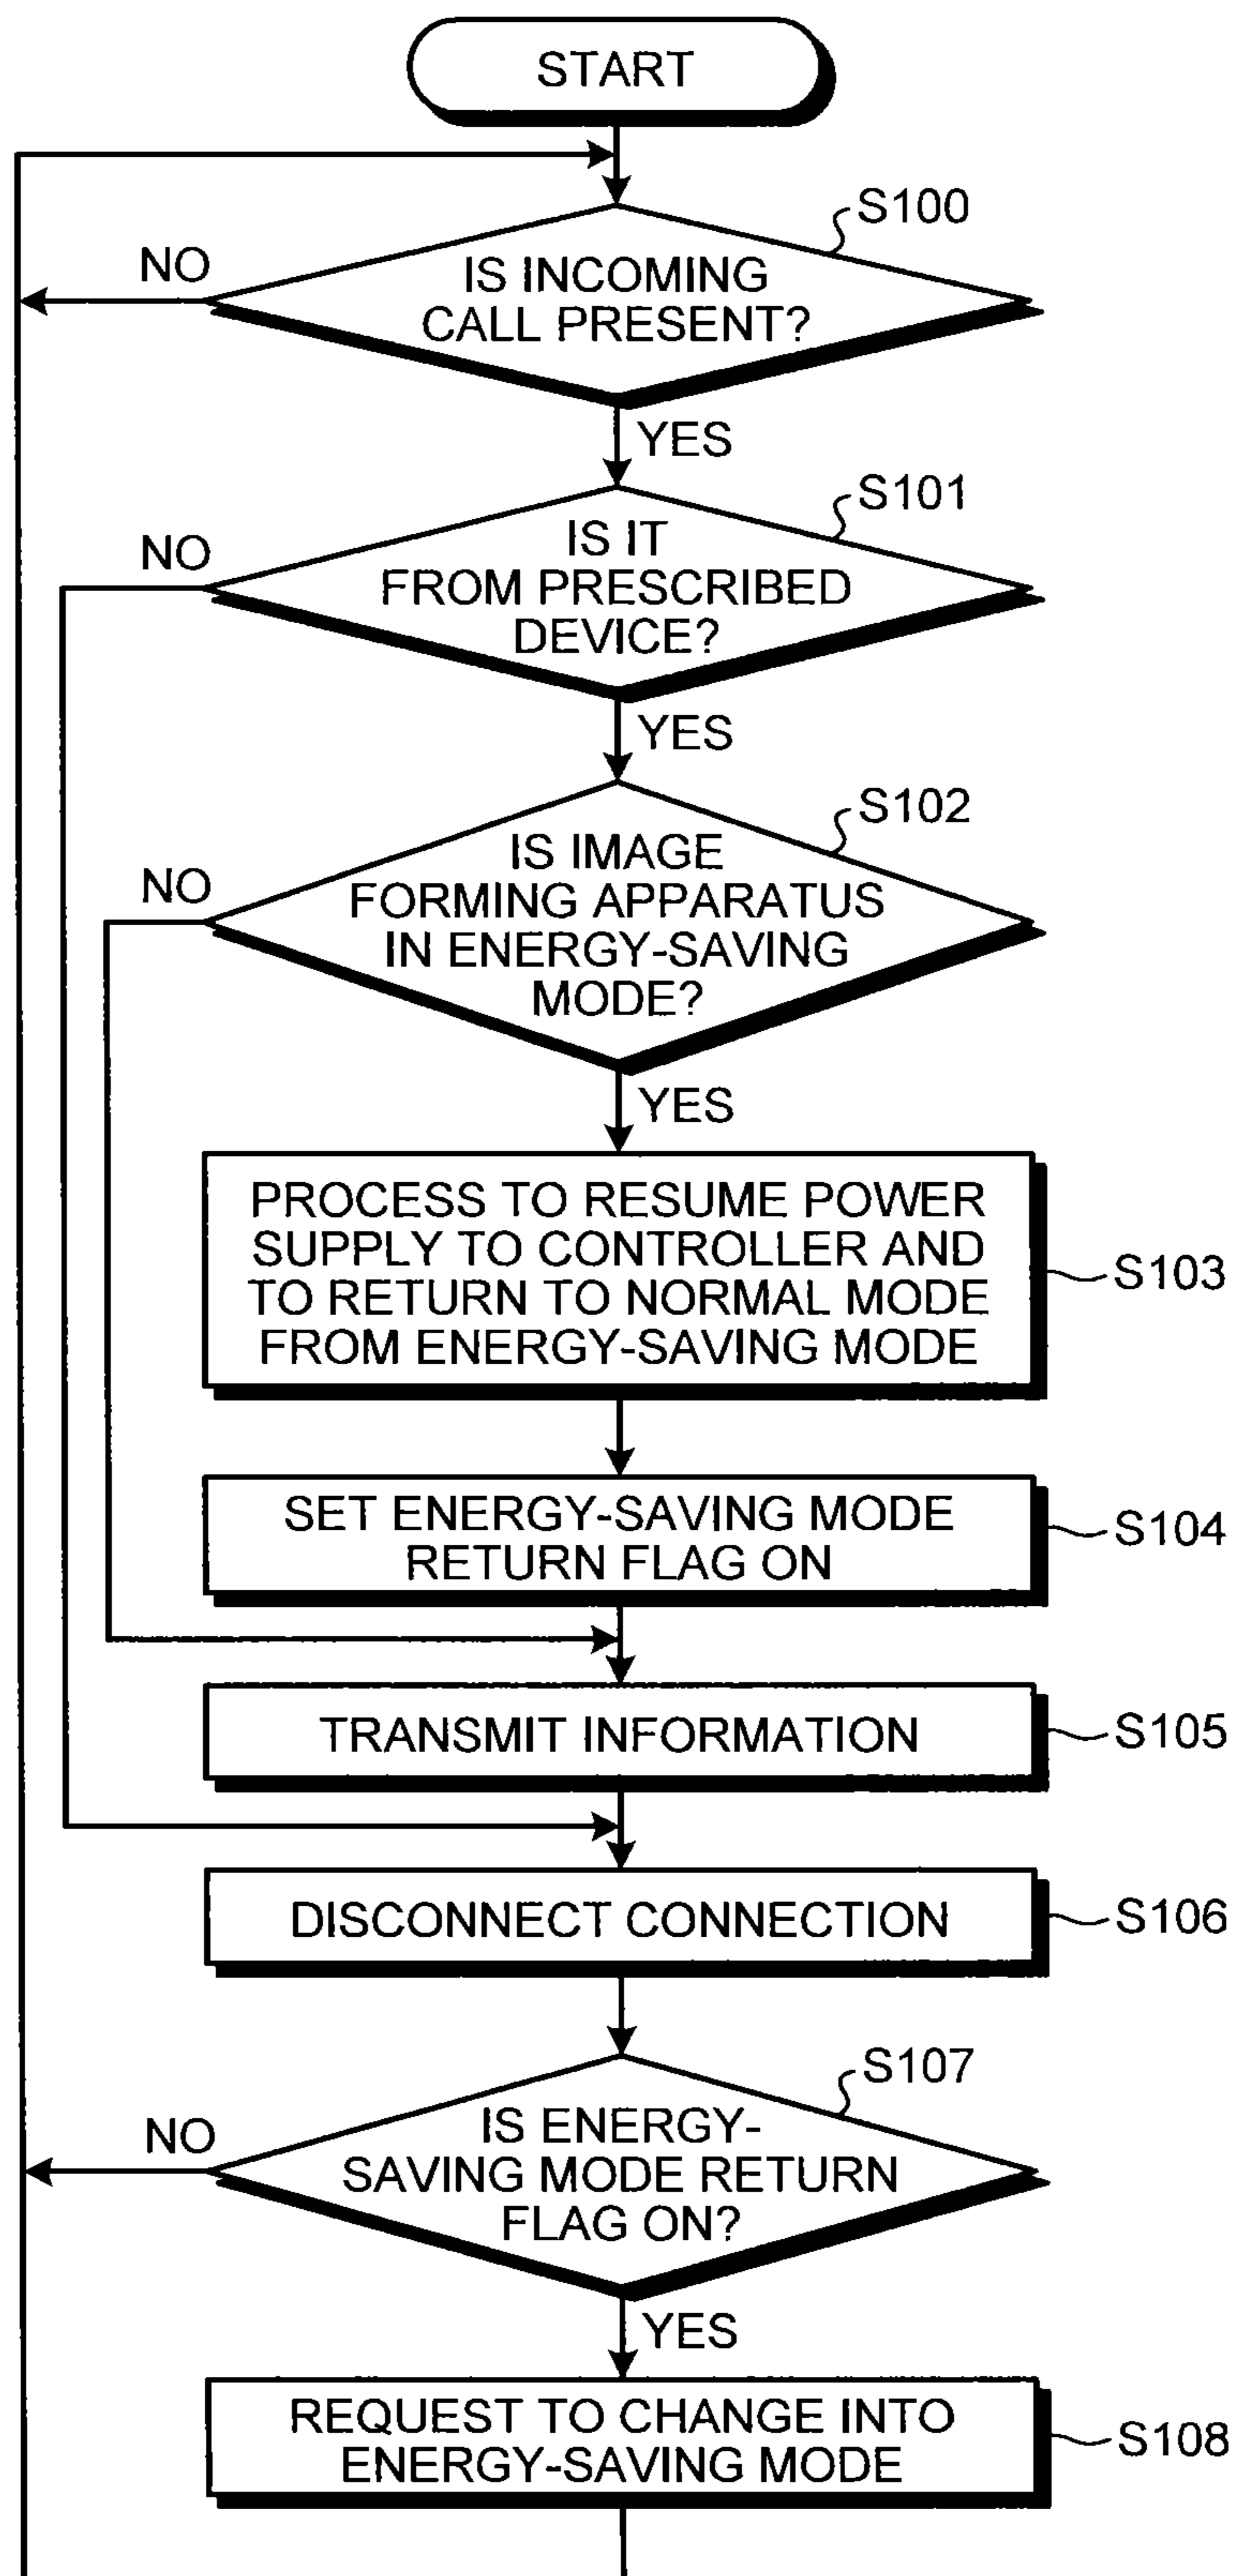 START
S100
NO
IS INCOMING
CALL PRESENT?
YES
S101
NO
IS IT
FROM PRESCRIBED
DEVICE?
YES
S102
NO
IS IMAGE
FORMING APPARATUS
IN ENERGY-SAVING
MODE?
YES
PROCESS TO RESUME POWER
SUPPLY TO CONTROLLER AND
TO RETURN TO NORMAL MODE
FROM ENERGY-SAVING MODE
S103
SET ENERGY-SAVING MODE
RETURN FLAG ON
S104
TRANSMIT INFORMATION
S105
DISCONNECT CONNECTION
S106
S107
NO
IS ENERGY-
SAVING MODE RETURN
FLAG ON?
YES
REQUEST TO CHANGE INTO
ENERGY-SAVING MODE
S108